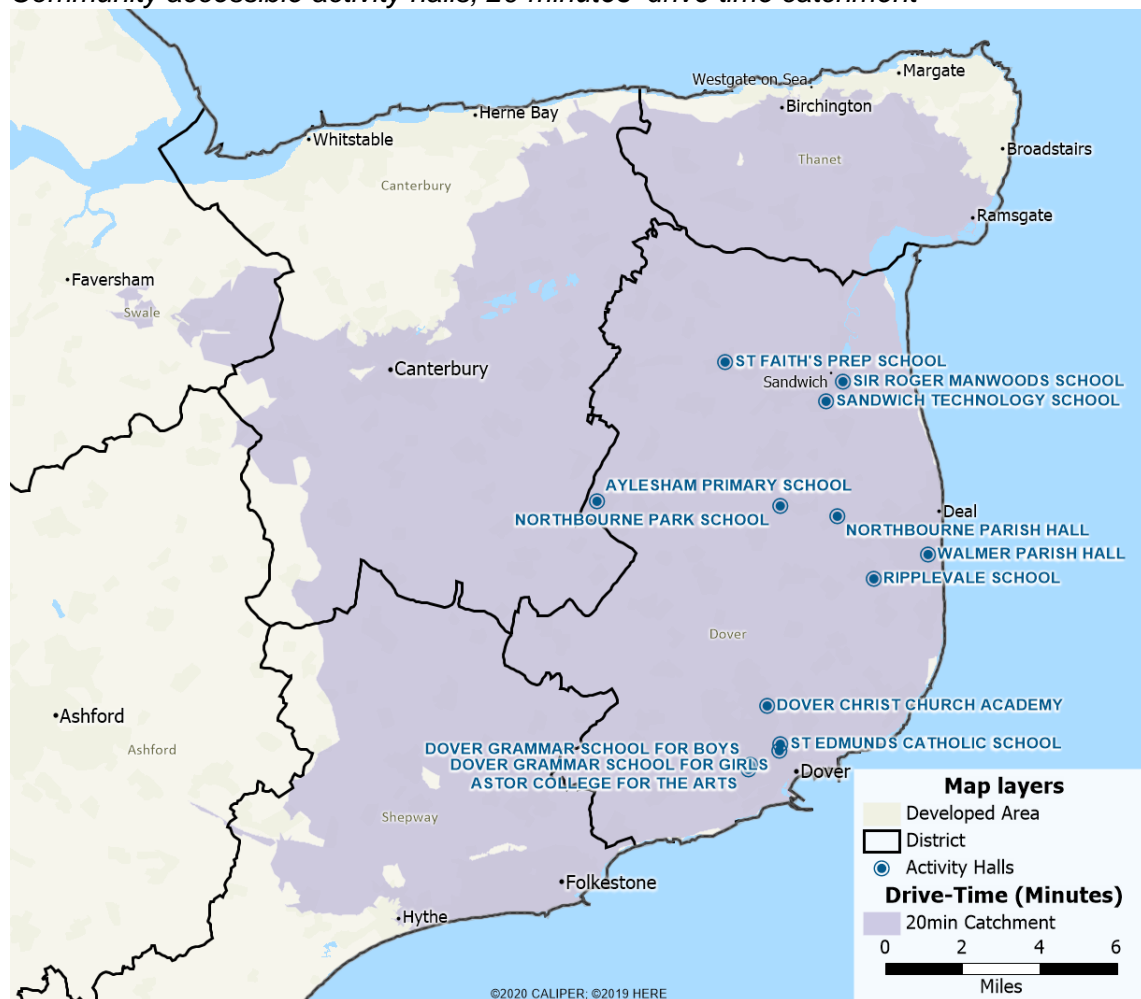 Margate
Westgate on Sea
Birchington
Herne Bay
Whitstable
Broadstairs
Thanet
Canterbury
Ramsgate
Faversham
Swale
Canterbury
ST FAITH'S PREP SCHOOL
Sandwich
SIR ROGER MANWOODS SCHOOL
SANDWICH TECHNOLOGY SCHOOL
AYLESHAM PRIMARY SCHOOL
NORTHBOURNE PARK SCHOOL
Deal
NORTHBOURNE PARISH HALL
WALMER PARISH HALL
RIPPLEVALE SCHOOL
Dover
DOVER CHRIST CHURCH ACADEMY
Ashford
Ashford
DOVER GRAMMAR SCHOOL FOR BOYS
ST EDMUNDS CATHOLIC SCHOOL
DOVER GRAMMAR SCHOOL FOR GIRLS
ASTOR COLLEGE FOR THE ARTS
Dover
Shepway
Folkestone
Hythe
Map layers
Developed Area
District
Activity Halls
Drive-Time (Minutes)
20min Catchment
0 2 4 6
Miles
©2020 CALIPER; ©2019 HERE